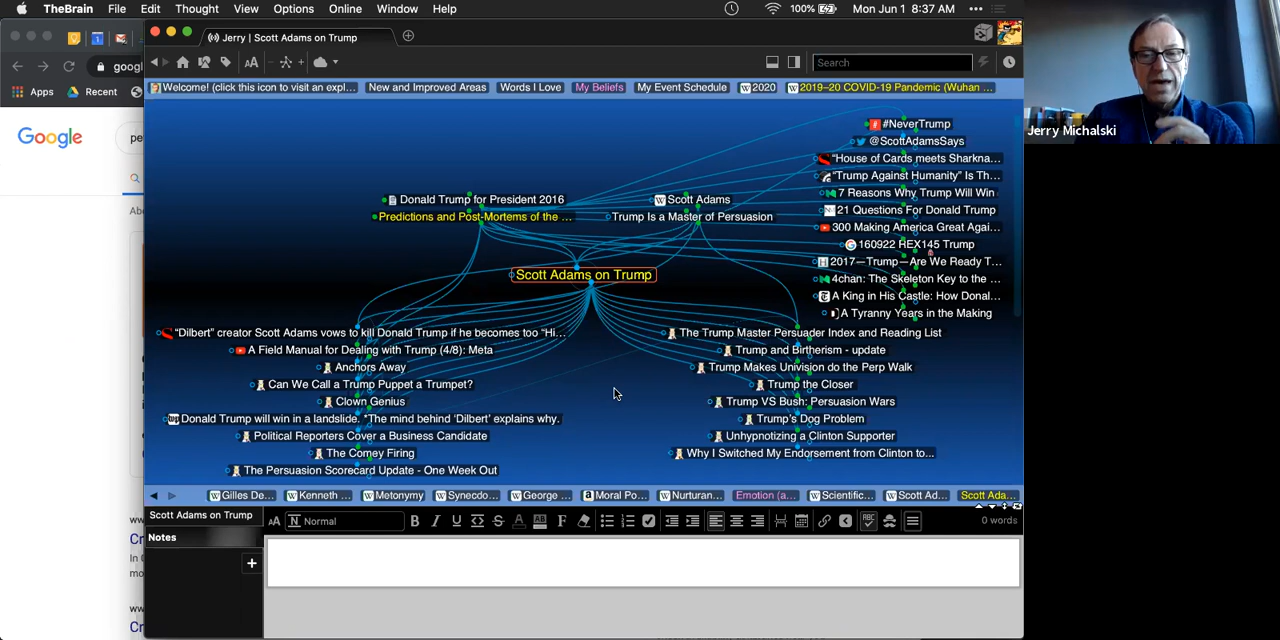 TheBrain File Edit Thought View Options Online Window Help 100% Mon Jun 1 8:37 AM
Jerry | Scott Adams on Trump
googl
Search
Apps Recent
Welcome! (click this icon to visit an expl... New and Improved Areas Words I Love My Beliefs My Event Schedule 2020 2019–20 COVID-19 Pandemic (Wuhan ...
Google
pe
#NeverTrump
@ScottAdamsSays
"House of Cards meets Sharkna...
"Trump Against Humanity" Is Th...
7 Reasons Why Trump Will Win
21 Questions For Donald Trump
300 Making America Great Agai...
160922 HEX145 Trump
2017—Trump—Are We Ready T...
4chan: The Skeleton Key to the ...
A King in His Castle: How Donal...
A Tyranny Years in the Making
Donald Trump for President 2016
Predictions and Post-Mortems of the ...
Scott Adams
Trump Is a Master of Persuasion
Scott Adams on Trump
"Dilbert" creator Scott Adams vows to kill Donald Trump if he becomes too "Hi...
A Field Manual for Dealing with Trump (4/8): Meta
Anchors Away
Can We Call a Trump Puppet a Trumpet?
Clown Genius
Donald Trump will win in a landslide. "The mind behind 'Dilbert' explains why.
Political Reporters Cover a Business Candidate
The Comey Firing
The Persuasion Scorecard Update - One Week Out
The Trump Master Persuader Index and Reading List
Trump and Birtherism - update
Trump Makes Univision do the Perp Walk
Trump the Closer
Trump VS Bush: Persuasion Wars
Trump's Dog Problem
Unhypnotizing a Clinton Supporter
Why I Switched My Endorsement from Clinton to...
Gilles De... Kenneth ... Metonymy Synecdo... George ... Moral Po... Nurturan... Emotion (a... Scientific... Scott Ad... Scott Ada...
Scott Adams on Trump
Normal
0 words
Notes
Jerry Michalski